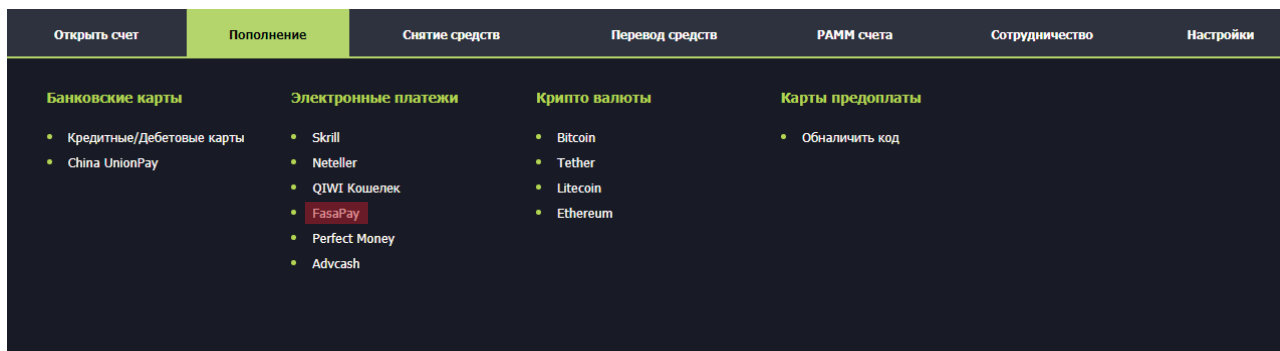 Открыть счет
Пополнение
Снятие средств
Перевод средств
PAMM счета
Сотрудничество
Настройки
Банковские карты
Кредитные/Дебетовые карты
China UnionPay
Электронные платежи
Skrill
Neteller
QIWI Кошелек
FasaPay
Perfect Money
Advcash
Крипто валюты
Bitcoin
Tether
Litecoin
Ethereum
Карты предоплаты
Обналичить код